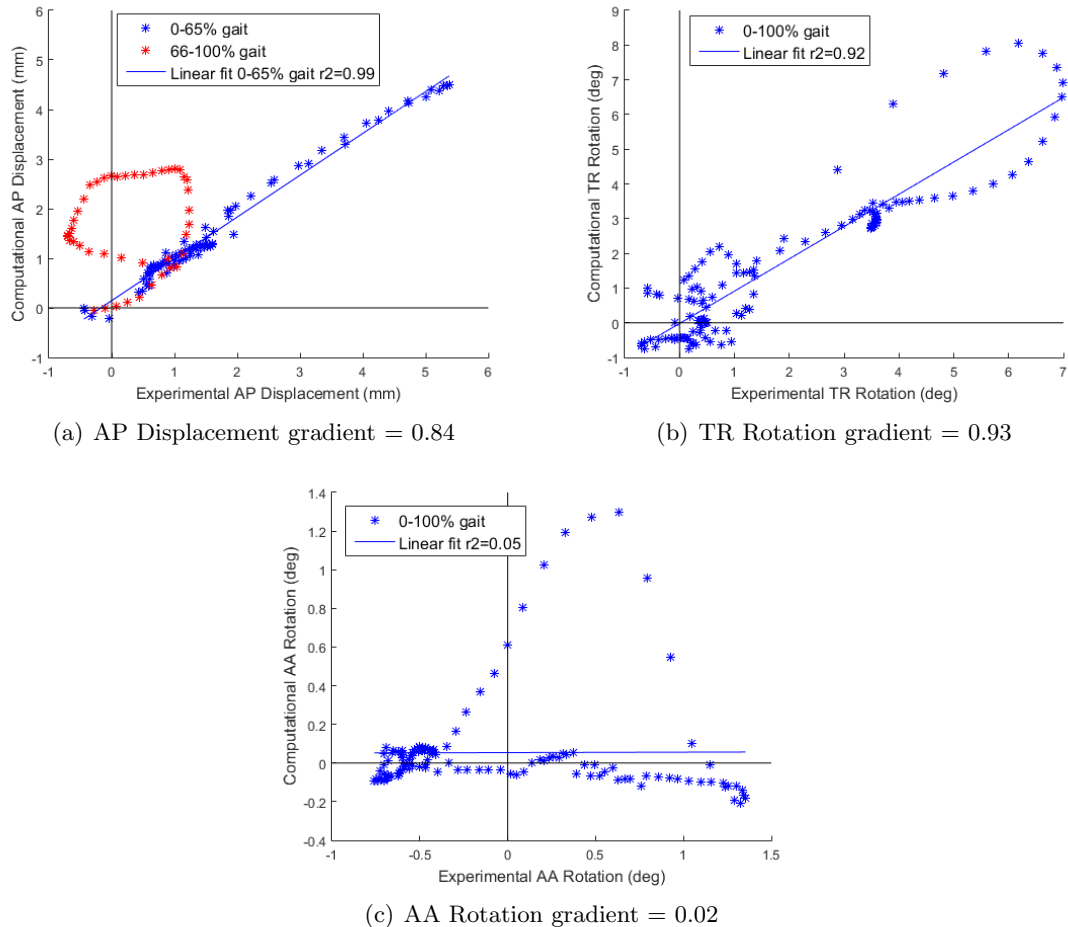 6
5
4
3
2
1
0
-1
Computational AP Displacement (mm)
0-65% gait
66-100% gait
Linear fit 0-65% gait r2=0.99
-1 0 1 2 3 4 5 6
Experimental AP Displacement (mm)
(a) AP Displacement gradient = 0.84
9
8
7
6
5
4
3
2
1
0
-1
Computational TR Rotation (deg)
0-100% gait
Linear fit r2=0.92
-1 0 1 2 3 4 5 6 7
Experimental TR Rotation (deg)
(b) TR Rotation gradient = 0.93
1.4
1.2
1
0.8
0.6
0.4
0.2
0
-0.2
-0.4
Computational AA Rotation (deg)
0-100% gait
Linear fit r2=0.05
-1 -0.5 0 0.5 1 1.5
Experimental AA Rotation (deg)
(c) AA Rotation gradient = 0.02